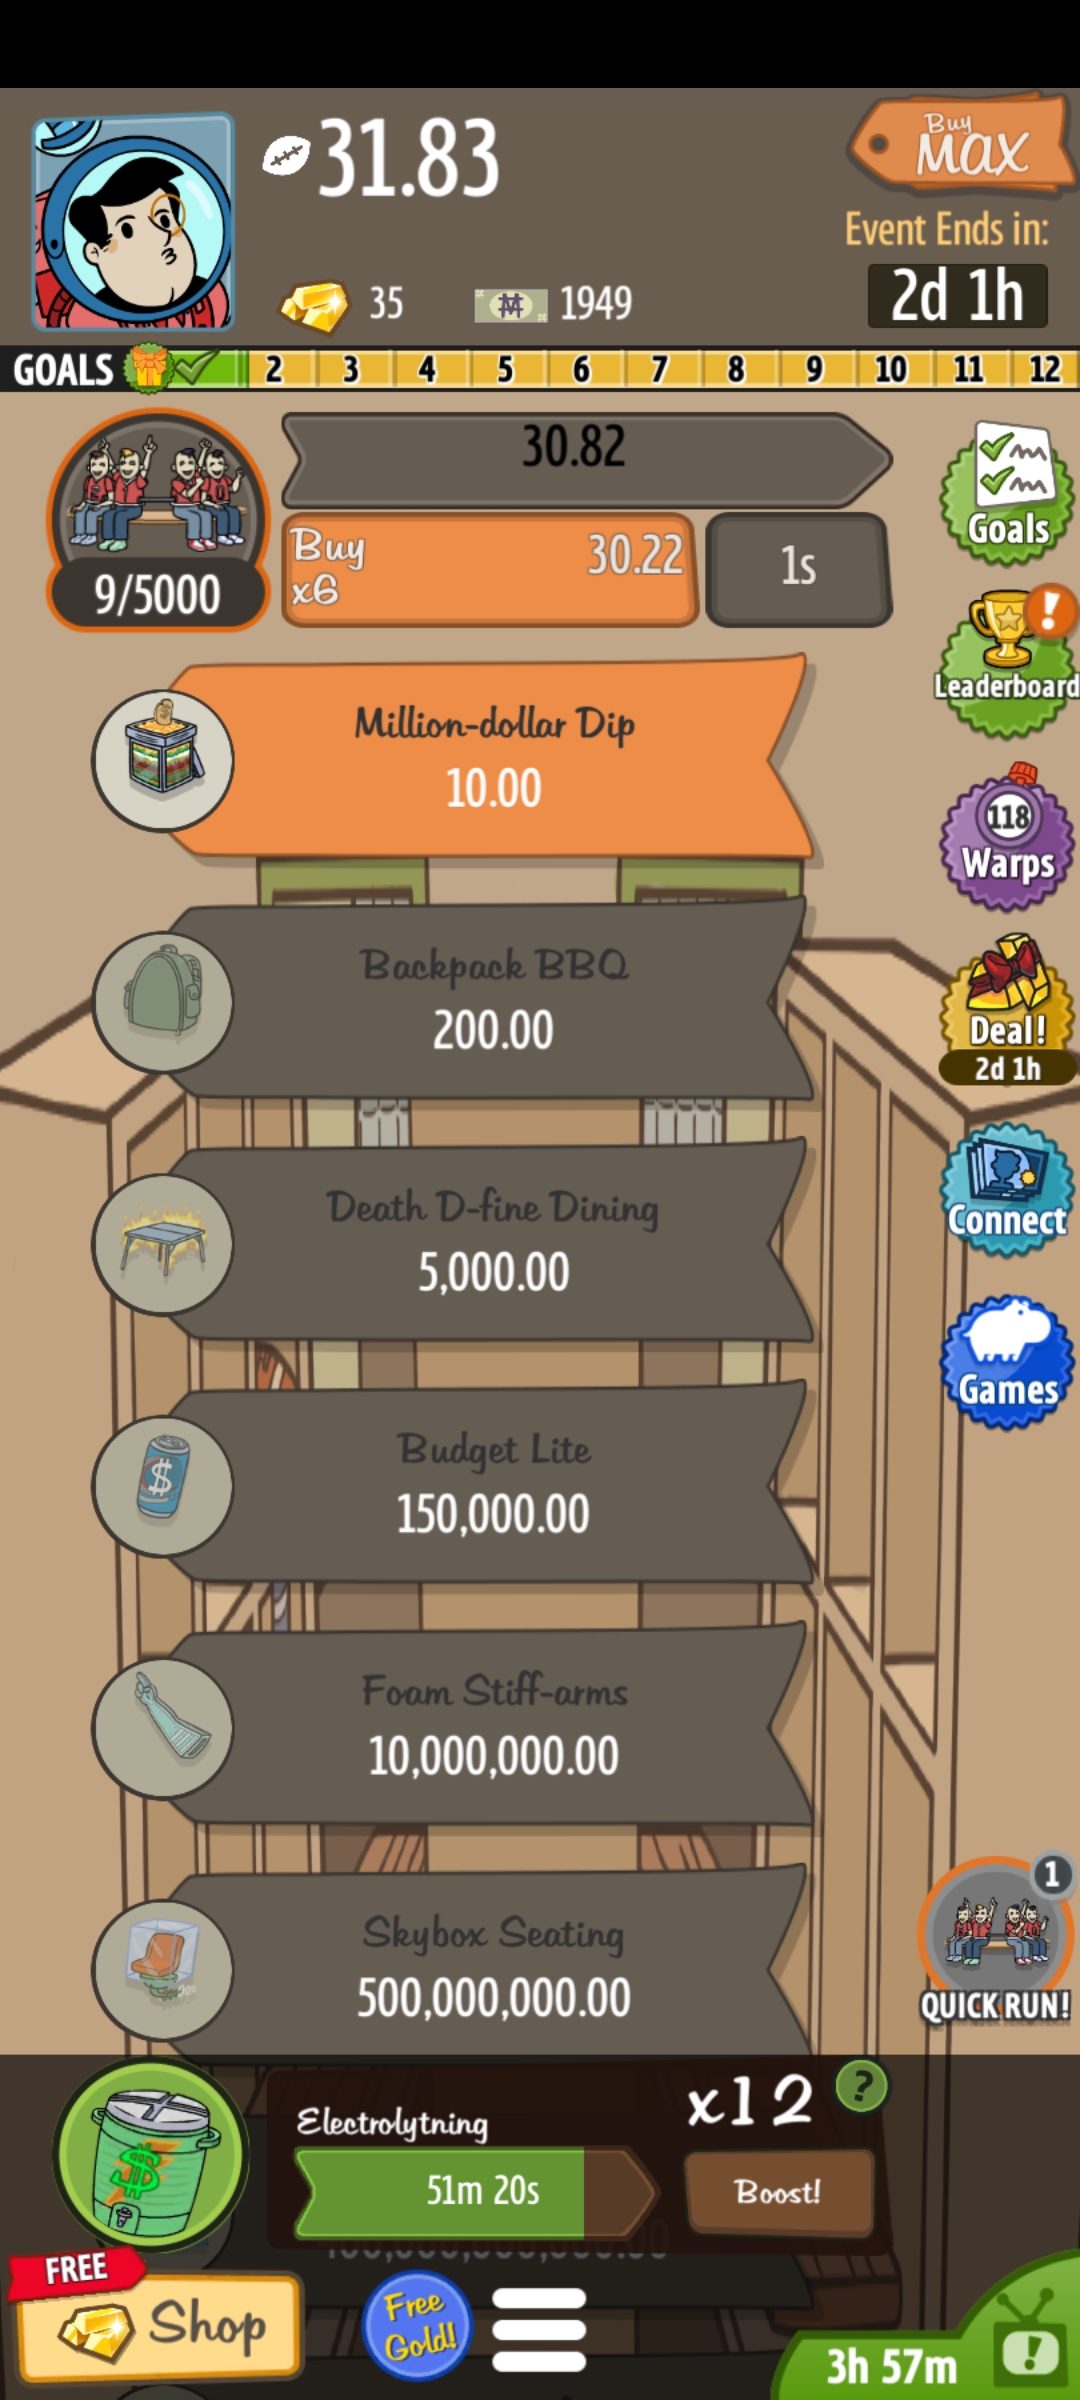 31.83
Buy
MAX
Event Ends in:
35
1949
2d 1h
GOALS 2 3 4 5 6 7 8 9 10 11 12
30.82
Buy
x6
30.22
1s
9/5000
Goals
Million-dollar Dip
10.00
!
Leaderboard
118
Warps
Backpack BBQ
200.00
Deal!
2d 1h
Death D-fine Dining
5,000.00
Connect
Games
Budget Lite
150,000.00
$
Foam Stiff-arms
10,000,000.00
Skybox Seating
500,000,000.00
1
QUICK RUN!
$
Electrolytning
51m 20s
x12
?
Boost!
FREE
Shop
Free
Gold!
3h 57m
!